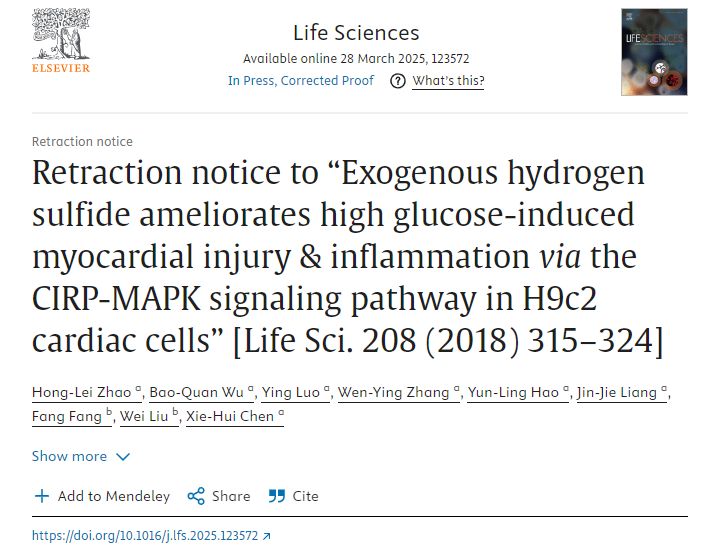 ELSEVIER
Life Sciences
Available online 28 March 2025, 123572
In Press, Corrected Proof ? What's this?
LIFE SCIENCES
Retraction notice
Retraction notice to “Exogenous hydrogen
sulfide ameliorates high glucose-induced
myocardial injury & inflammation via the
CIRP-MAPK signaling pathway in H9c2
cardiac cells” [Life Sci. 208 (2018) 315–324]
Hong-Lei Zhao a, Bao-Quan Wu a, Ying Luo a, Wen-Ying Zhang a, Yun-Ling Hao a, Jin-Jie Liang a,
Fang Fang b, Wei Liu b, Xie-Hui Chen a
Show more
Add to Mendeley Share Cite
https://doi.org/10.1016/j.lfs.2025.123572